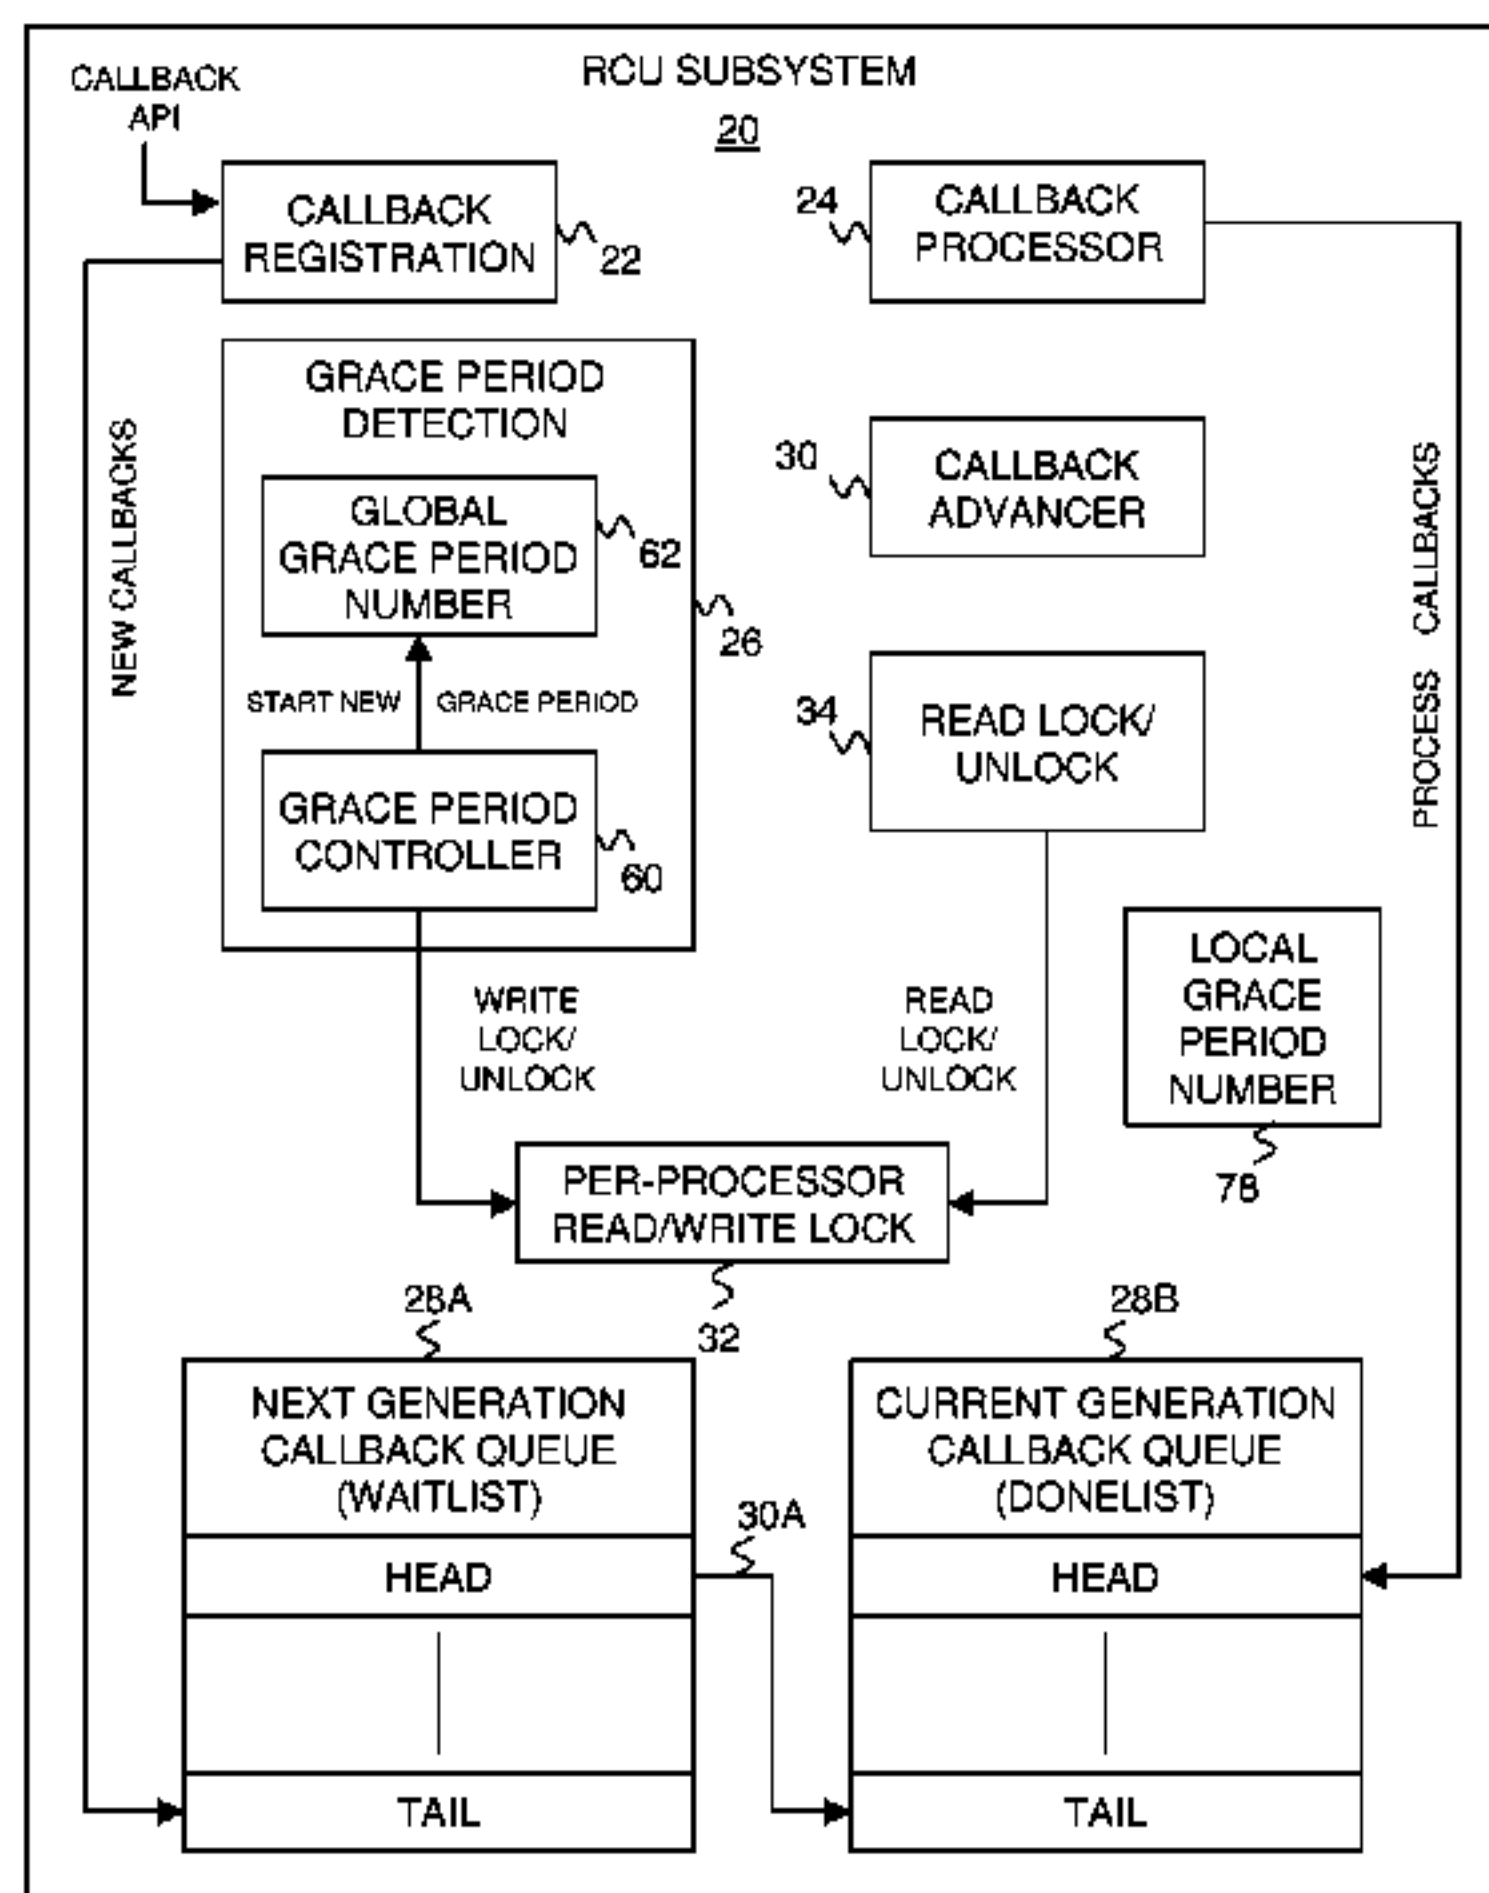 RCU SUBSYSTEM
20
CALLBACK
API
CALLBACK
REGISTRATION
22
24
CALLBACK
PROCESSOR
GRACE PERIOD
DETECTION
GLOBAL
GRACE PERIOD
NUMBER
62
26
START NEW GRACE PERIOD
GRACE PERIOD
CONTROLLER
60
NEW CALLBACKS
30
CALLBACK
ADVANCER
34
READ LOCK/
UNLOCK
PROCESS CALLBACKS
LOCAL
GRACE
PERIOD
NUMBER
78
WRITE
LOCK/
UNLOCK
READ
LOCK/
UNLOCK
PER-PROCESSOR
READ/WRITE LOCK
32
28A
NEXT GENERATION
CALLBACK QUEUE
(WAITLIST)
HEAD
TAIL
30A
28B
CURRENT GENERATION
CALLBACK QUEUE
(DONELIST)
HEAD
TAIL